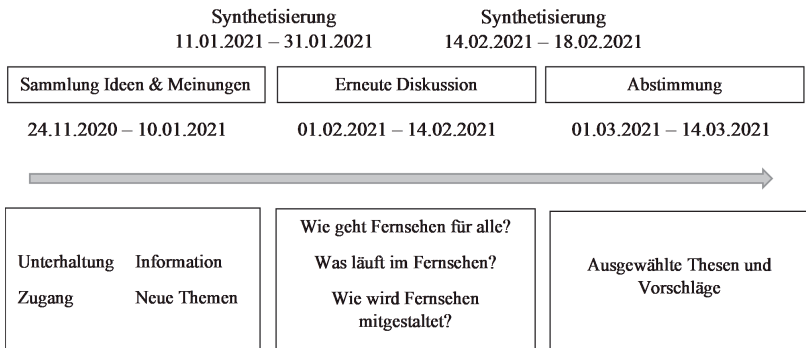 Synthetisierung
11.01.2021 – 31.01.2021
Synthetisierung
14.02.2021 – 18.02.2021
Sammlung Ideen & Meinungen
Erneute Diskussion
Abstimmung
24.11.2020 – 10.01.2021
01.02.2021 – 14.02.2021
01.03.2021 – 14.03.2021
Unterhaltung Information
Zugang Neue Themen
Wie geht Fernsehen für alle?
Was läuft im Fernsehen?
Wie wird Fernsehen
mitgestaltet?
Ausgewählte Thesen und
Vorschläge